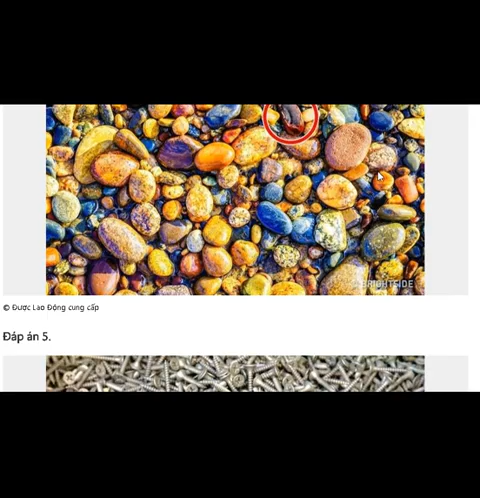 BRIGHTSIDE
© Được Lao Động cung cấp
Đáp án 5.